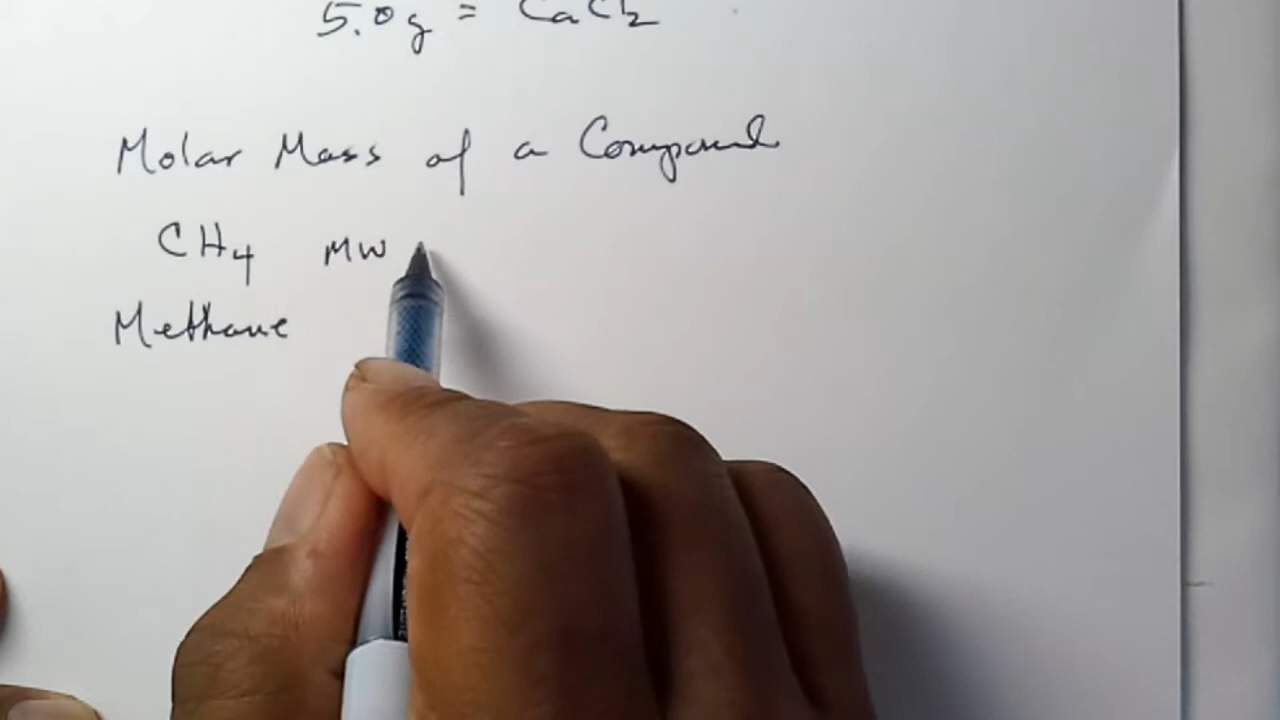 5.0g = CaCl2
Molar Mass of a Compound
CH4 MW
Methane